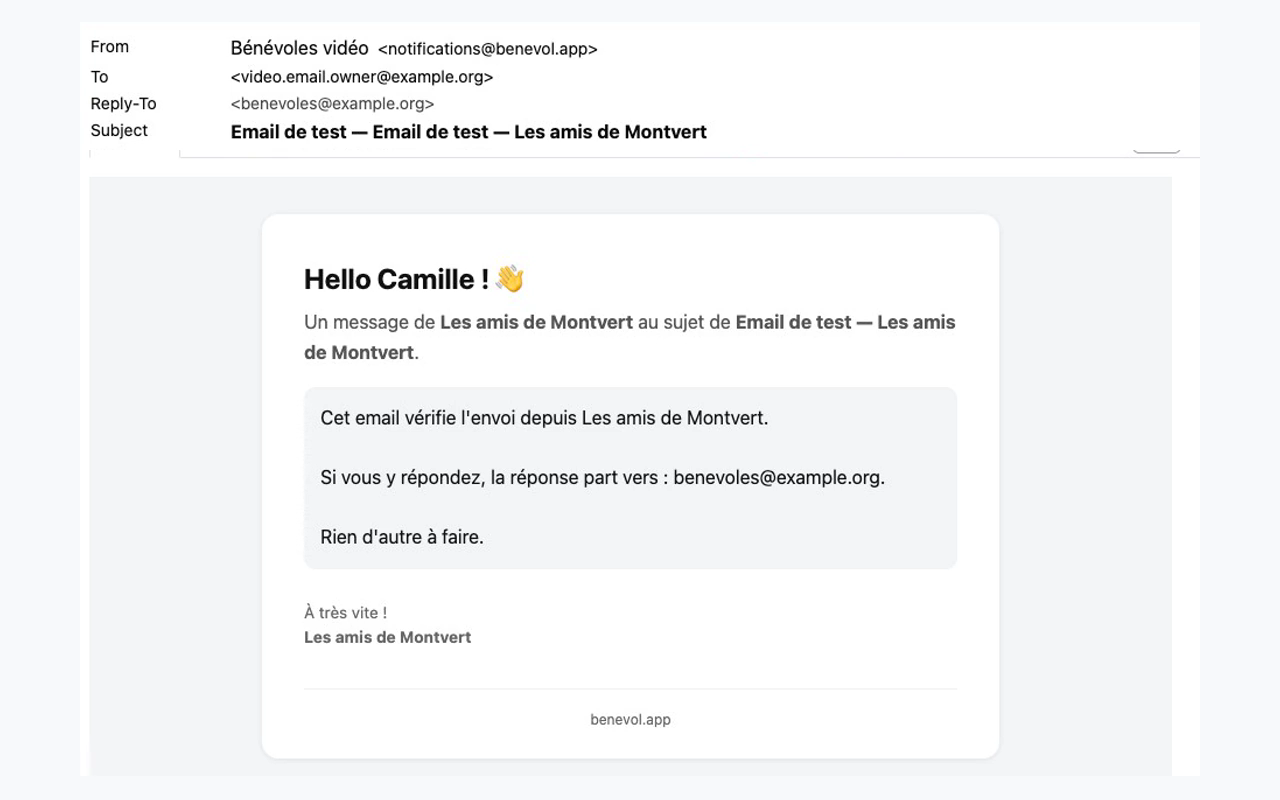 From Bénévoles vidéo <notifications@benevol.app>
To <video.email.owner@example.org>
Reply-To <benevoles@example.org>
Subject Email de test — Email de test — Les amis de Montvert
Hello Camille ! 👋
Un message de Les amis de Montvert au sujet de Email de test — Les amis
de Montvert.
Cet email vérifie l'envoi depuis Les amis de Montvert.
Si vous y répondez, la réponse part vers : benevoles@example.org.
Rien d'autre à faire.
À très vite !
Les amis de Montvert
benevol.app